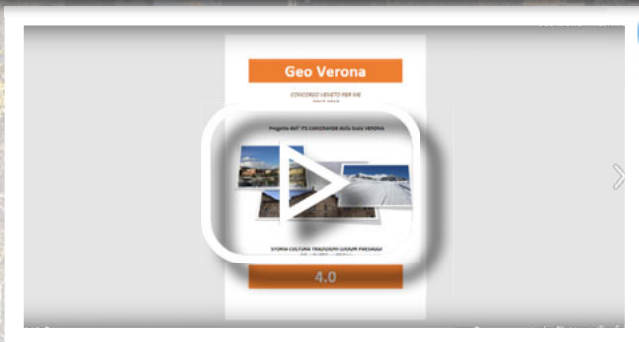 Geo Verona
CONCORSO VENETO PER ME
Progetto dell' ITS CANGRANDE della Scala VERONA
STORIA CULTURA TRADIZIONI LUOGHI PAESAGGI
4.0